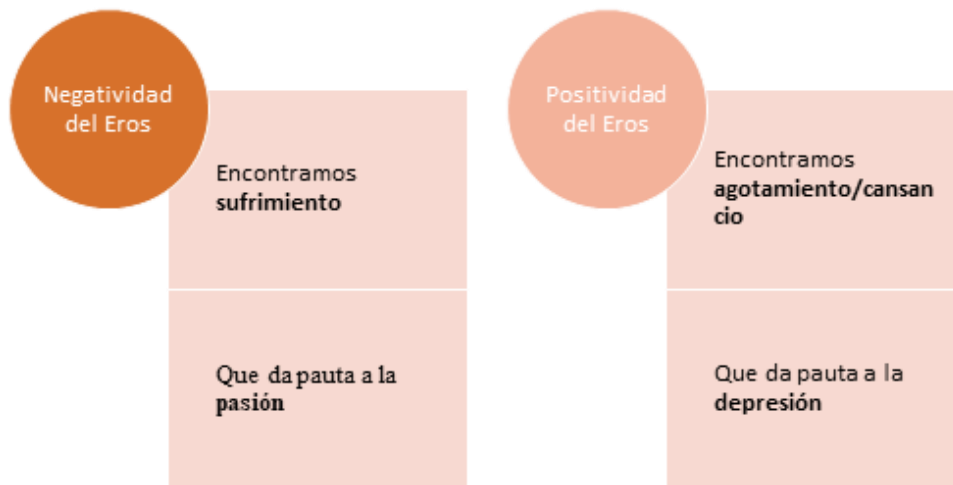 Negatividad
del Eros
Encontramos
sufrimiento
Que da pauta a la
pasión
Positividad
del Eros
Encontramos
agotamiento/cansan
cio
Que da pauta a la
depresión